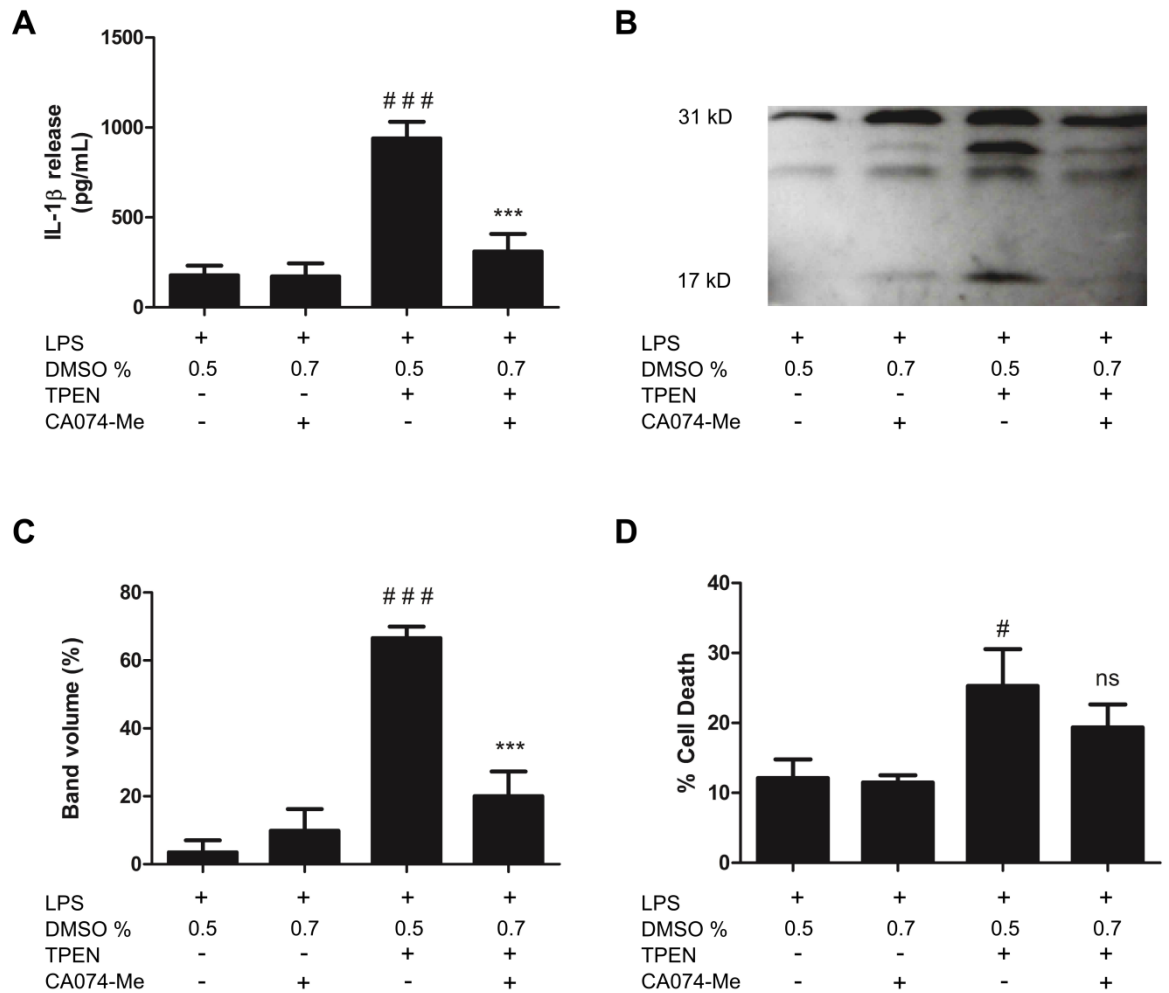 A
IL-1β release
(pg/mL)
1500
1000
500
0
# # #
***
LPS + + + +
DMSO % 0.5 0.7 0.5 0.7
TPEN - - + +
CA074-Me - + - +
B
31 kD
17 kD
LPS + + + +
DMSO % 0.5 0.7 0.5 0.7
TPEN - - + +
CA074-Me - + - +
C
Band volume (%)
80
60
40
20
0
# # #
***
LPS + + + +
DMSO % 0.5 0.7 0.5 0.7
TPEN - - + +
CA074-Me - + - +
D
% Cell Death
40
30
20
10
0
#
ns
LPS + + + +
DMSO % 0.5 0.7 0.5 0.7
TPEN - - + +
CA074-Me - + - +